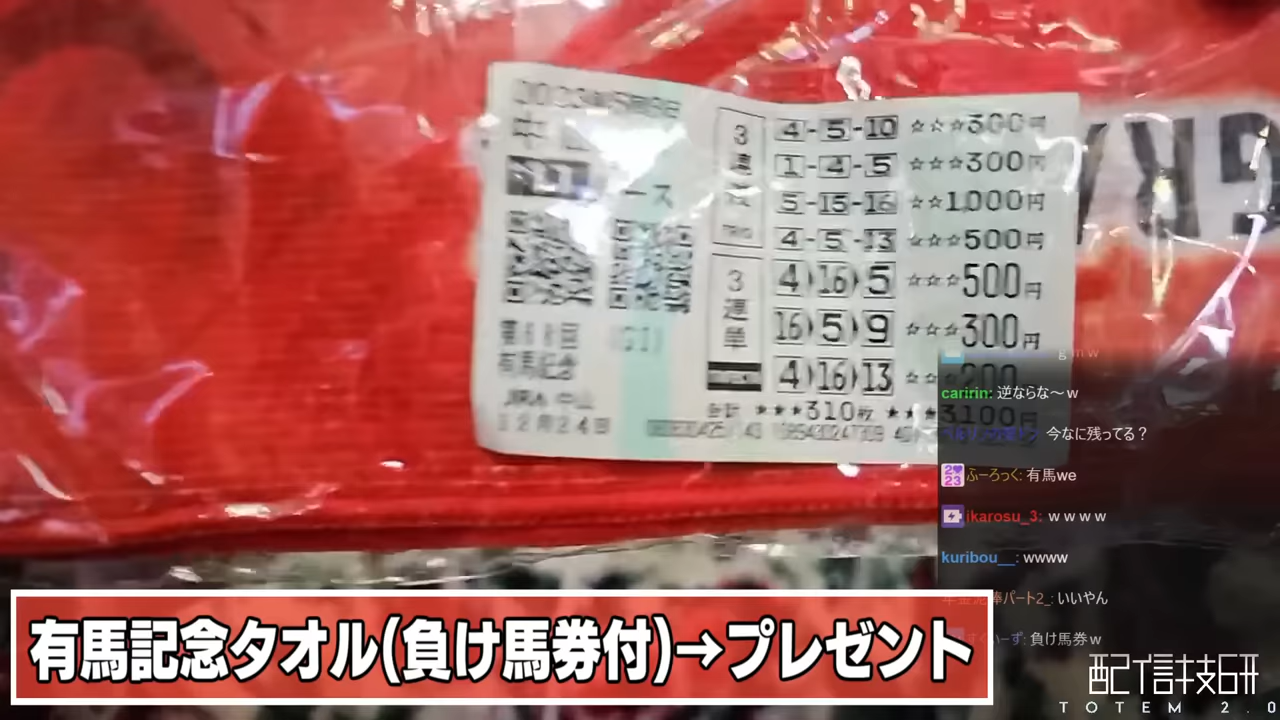 3連複
TRIO
4-5-10 ☆☆☆300円
1-4-5 ☆☆☆300円
5-15-16 ☆☆1,000円
4-5-13 ☆☆☆500円
3連単
4 16 5 ☆☆☆500円
16 5 9 ☆☆☆300円
4 16 13
合計 ★★★310枚 ★★★3,100円
ース
第68回 (GI)
有馬記念
JRA 中山
12月24日
caririn: 逆ならな～w
今なに残ってる？
ふーろっく: 有馬we
ikarosu_3: w w w w
kuribou__: wwww
いいやん
負け馬券w
有馬記念タオル(負け馬券付)→プレゼント
配信技研
TOTEM 2.0